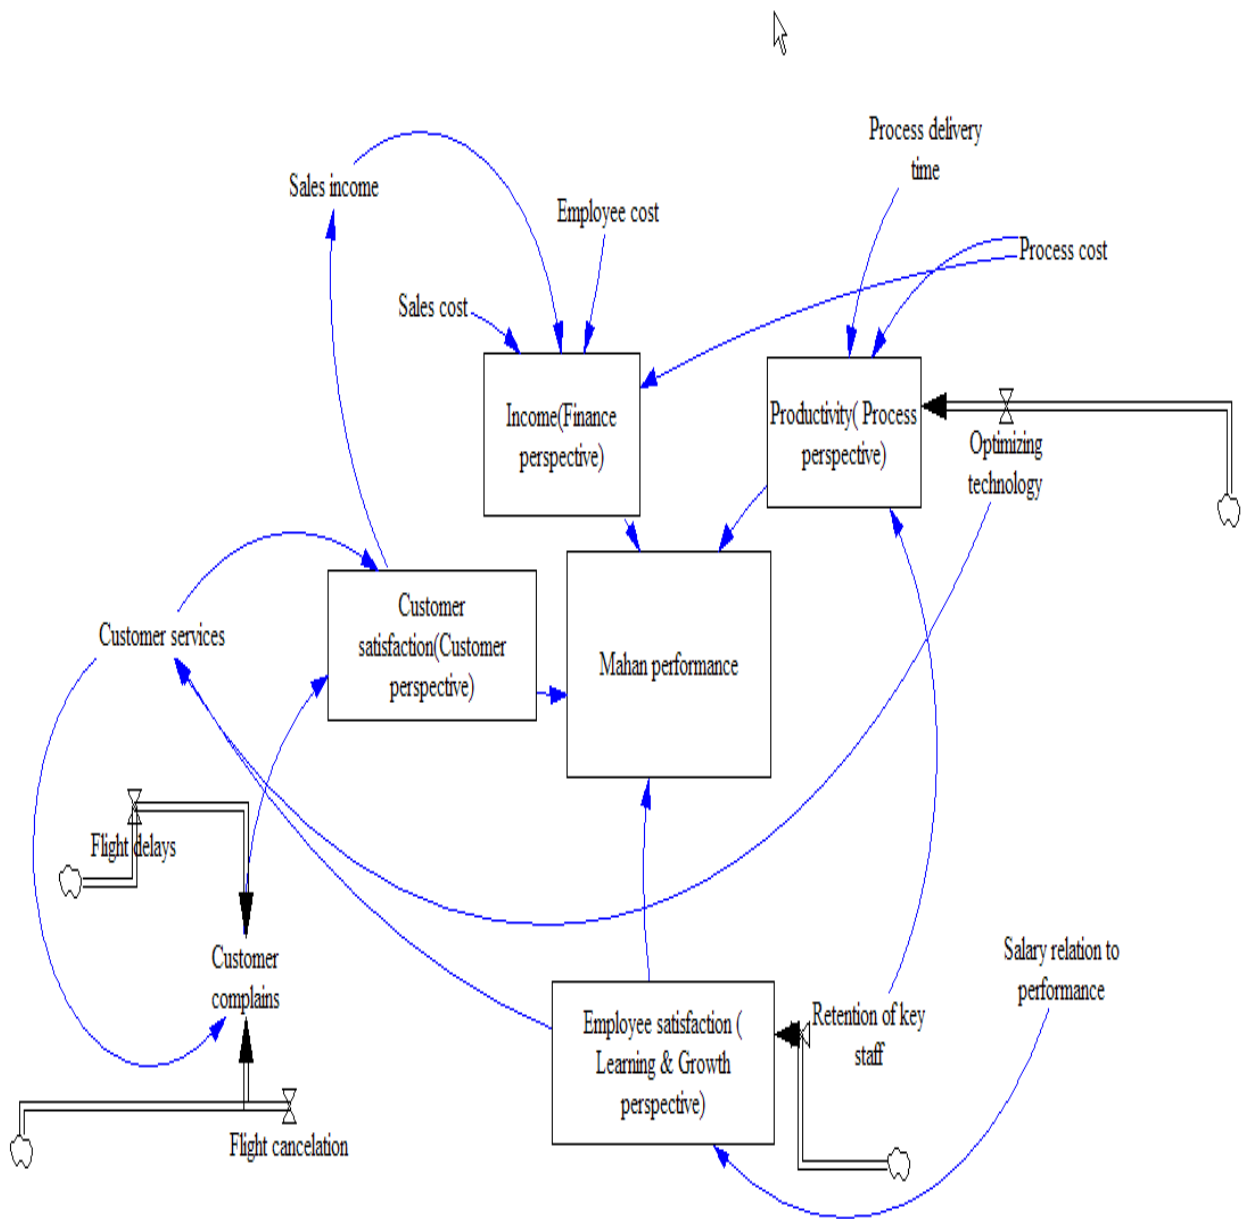 Process delivery
time
Sales income
Employee cost
Process cost
Sales cost
Income(Finance
perspective)
Productivity( Process
perspective)
Optimizing
technology
Customer
satisfaction(Customer
perspective)
Customer services
Mahan performance
Flight delays
Customer
complains
Salary relation to
performance
Employee satisfaction (
Learning & Growth
perspective)
Retention of key
staff
Flight cancelation